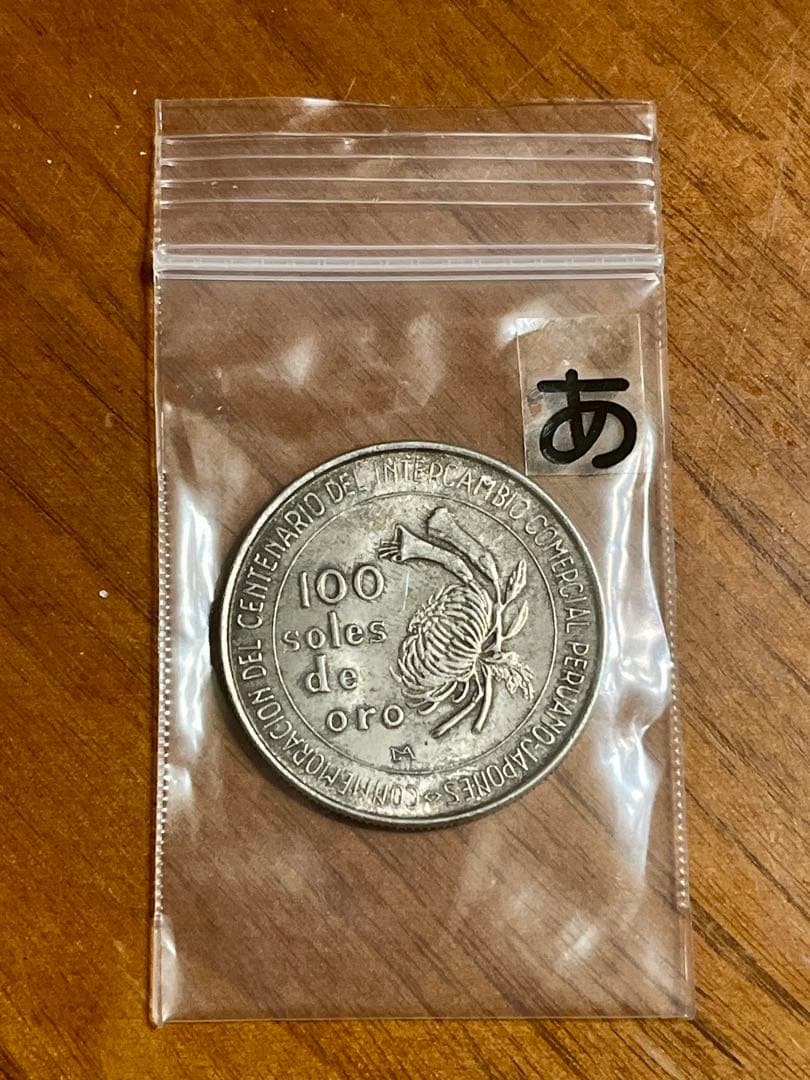 あ
CONMEMORACION DEL CENTENARIO DEL INTERCAMBIO COMERCIAL PERUANO-JAPONES
100
soles
de
oro